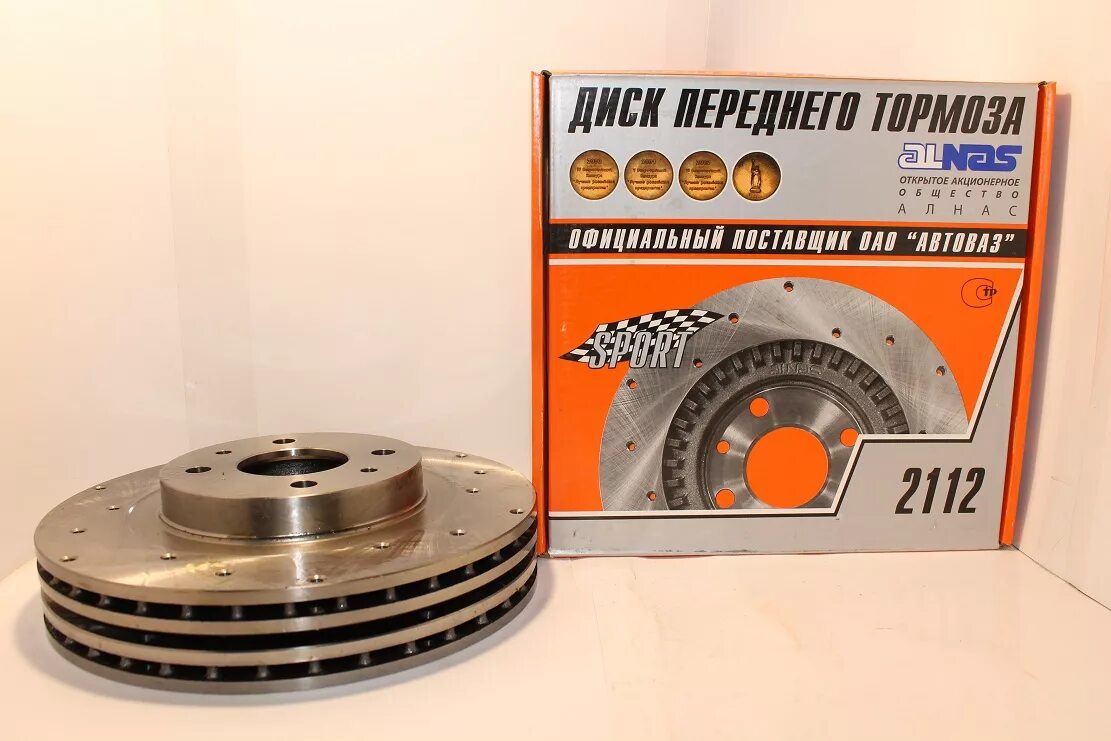 ДИСК ПЕРЕДНЕГО ТОРМОЗА
ALNAS
ОТКРЫТОЕ АКЦИОНЕРНОЕ
ОБЩЕСТВО
АЛНАС
ОФИЦИАЛЬНЫЙ ПОСТАВЩИК ОАО “АВТОВАЗ”
SPORT
2112